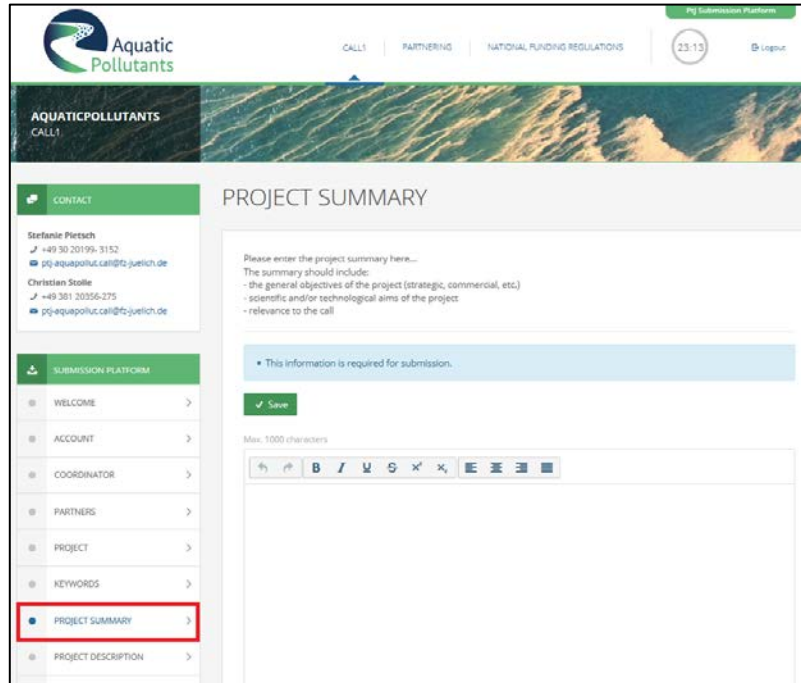 PtJ Submission Platform
Aquatic
Pollutants
CALL1
PARTNERING
NATIONAL FUNDING REGULATIONS
23:13
Logout
AQUATICPOLLUTANTS
CALL1
CONTACT
PROJECT SUMMARY
Stefanie Pietsch
+49 30 20199- 3152
ptj-aquapollut.call@fz-juelich.de
Christian Stolle
+49 381 20356-275
ptj-aquapollut.call@fz-juelich.de
Please enter the project summary here...
The summary should include:
- the general objectives of the project (strategic, commercial, etc.)
- scientific and/or technological aims of the project
- relevance to the call
• This information is required for submission.
Save
Max. 1000 characters
B I U S x² x₂
SUBMISSION PLATFORM
WELCOME
ACCOUNT
COORDINATOR
PARTNERS
PROJECT
KEYWORDS
PROJECT SUMMARY
PROJECT DESCRIPTION